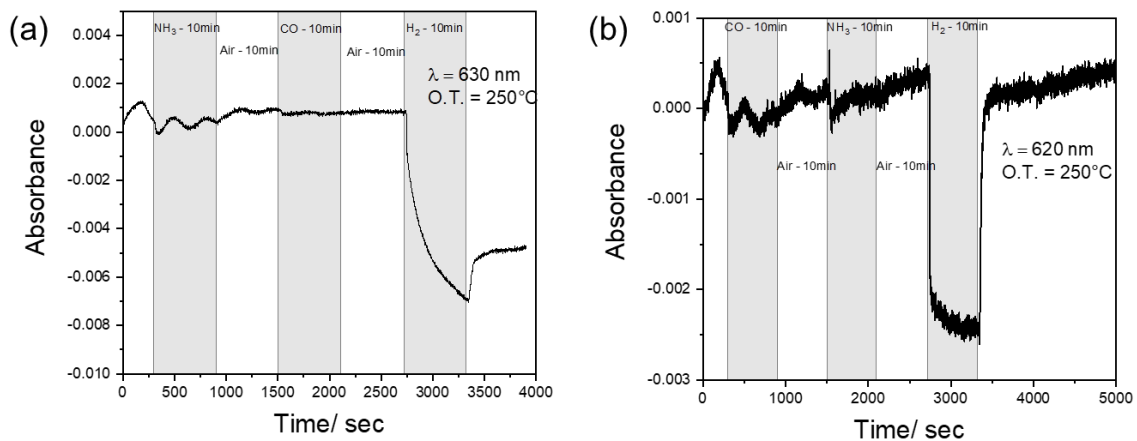 (a)
NH₃ - 10min
CO - 10min
H₂ - 10min
Air - 10min
Air - 10min
λ = 630 nm
O.T. = 250°C
0.004
0.002
0.000
-0.002
-0.004
-0.006
-0.008
-0.010
Absorbance
0 500 1000 1500 2000 2500 3000 3500 4000
Time/ sec
(b)
CO - 10min
NH₃ - 10min
H₂ - 10min
Air - 10min
Air - 10min
λ = 620 nm
O.T. = 250°C
0.001
0.000
-0.001
-0.002
-0.003
Absorbance
0 1000 2000 3000 4000 5000
Time/ sec